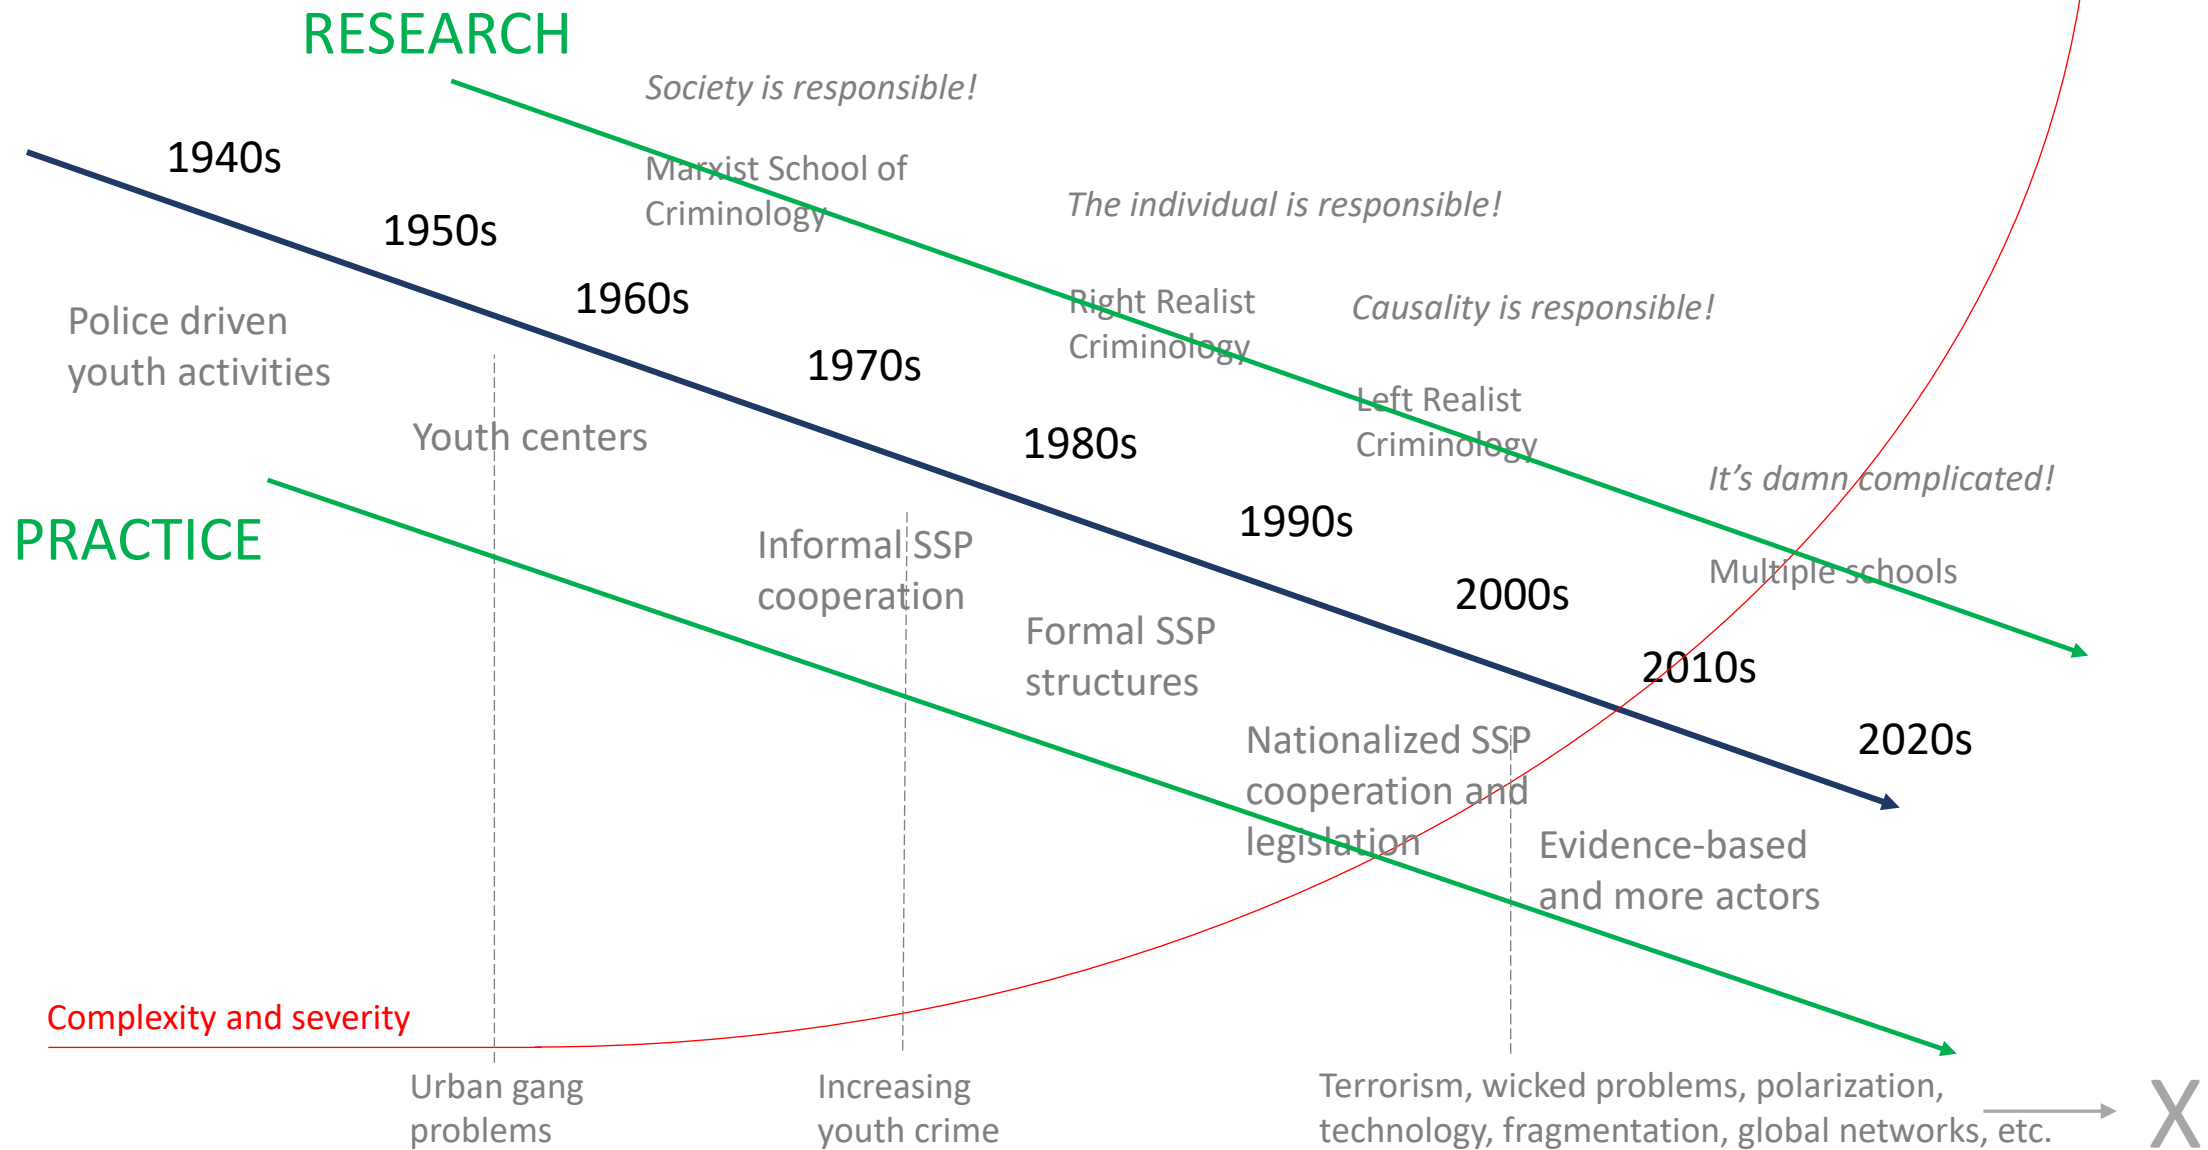 RESEARCH
Society is responsible!
Marxist School of
Criminology
The individual is responsible!
Right Realist
Criminology
Causality is responsible!
Left Realist
Criminology
It’s damn complicated!
Multiple schools
1940s
1950s
1960s
1970s
1980s
1990s
2000s
2010s
2020s
PRACTICE
Police driven
youth activities
Youth centers
Informal SSP
cooperation
Formal SSP
structures
Nationalized SSP
cooperation and
legislation
Evidence-based
and more actors
Complexity and severity
Urban gang
problems
Increasing
youth crime
Terrorism, wicked problems, polarization,
technology, fragmentation, global networks, etc.
X